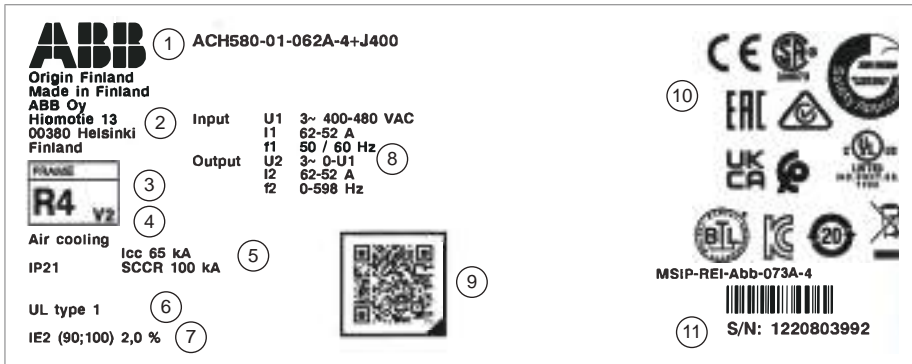 ABB
1
ACH580-01-062A-4+J400
Origin Finland
Made in Finland
ABB Oy
Hiomotie 13
00380 Helsinki
Finland
2
Input U1 3~ 400-480 VAC
I1 62-52 A
f1 50 / 60 Hz
Output U2 3~ 0-U1
I2 62-52 A
f2 0-598 Hz
8
FRAME
R4 V2
3
4
Air cooling
Icc 65 kA
IP21 SCCR 100 kA
5
UL type 1
6
IE2 (90;100) 2,0 %
7
9
10
CE
EAC
UK
CA
UL
LISTED
BTL
20
MSIP-REI-Abb-073A-4
11
S/N: 1220803992